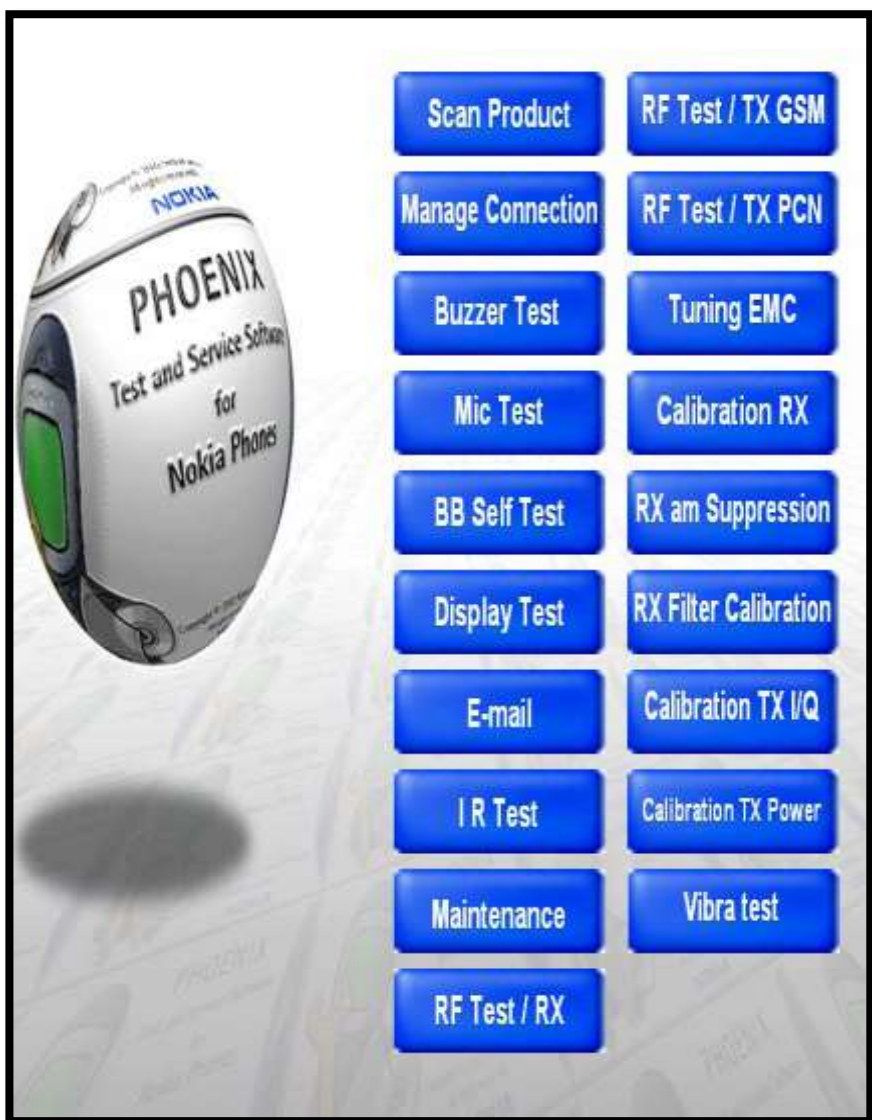 NOKIA
PHOENIX
Test and Service Software
for
Nokia Phones
Scan Product
Manage Connection
Buzzer Test
Mic Test
BB Self Test
Display Test
E-mail
I R Test
Maintenance
RF Test / RX
RF Test / TX GSM
RF Test / TX PCN
Tuning EMC
Calibration RX
RX am Suppression
RX Filter Calibration
Calibration TX I/Q
Calibration TX Power
Vibra test